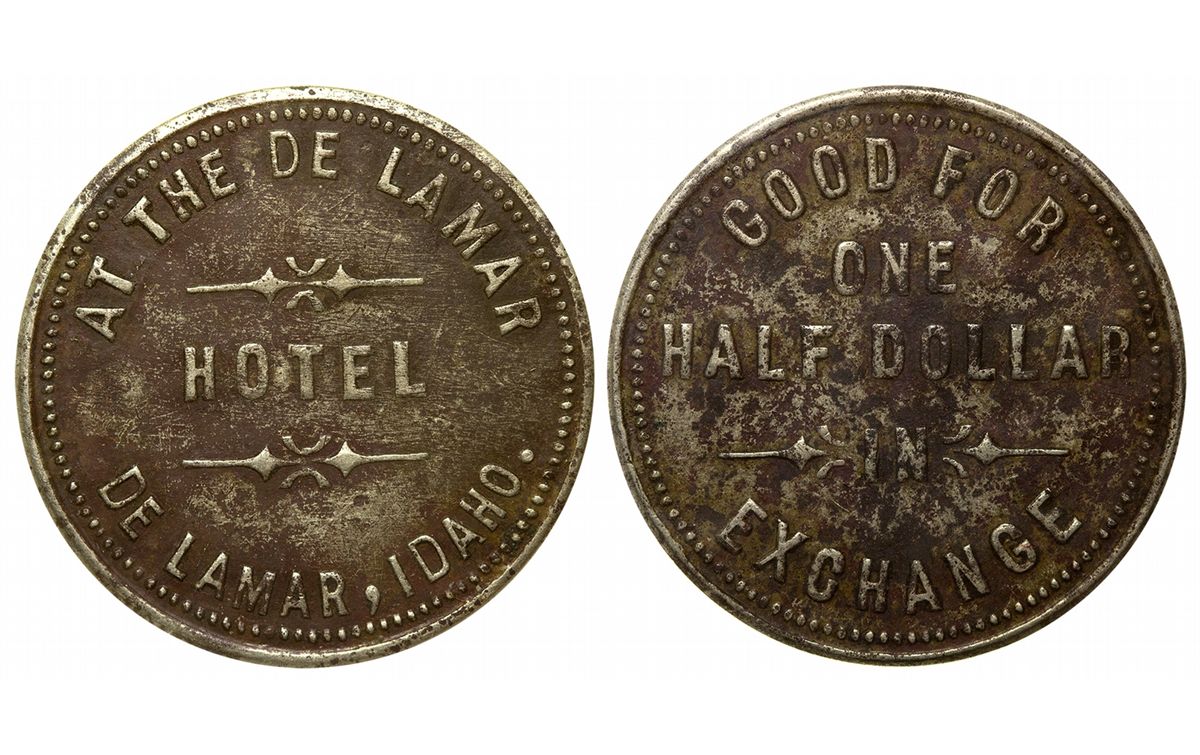 AT THE DE LAMAR
HOTEL
DE LAMAR, IDAHO.
GOOD FOR
ONE
HALF DOLLAR
IN
EXCHANGE